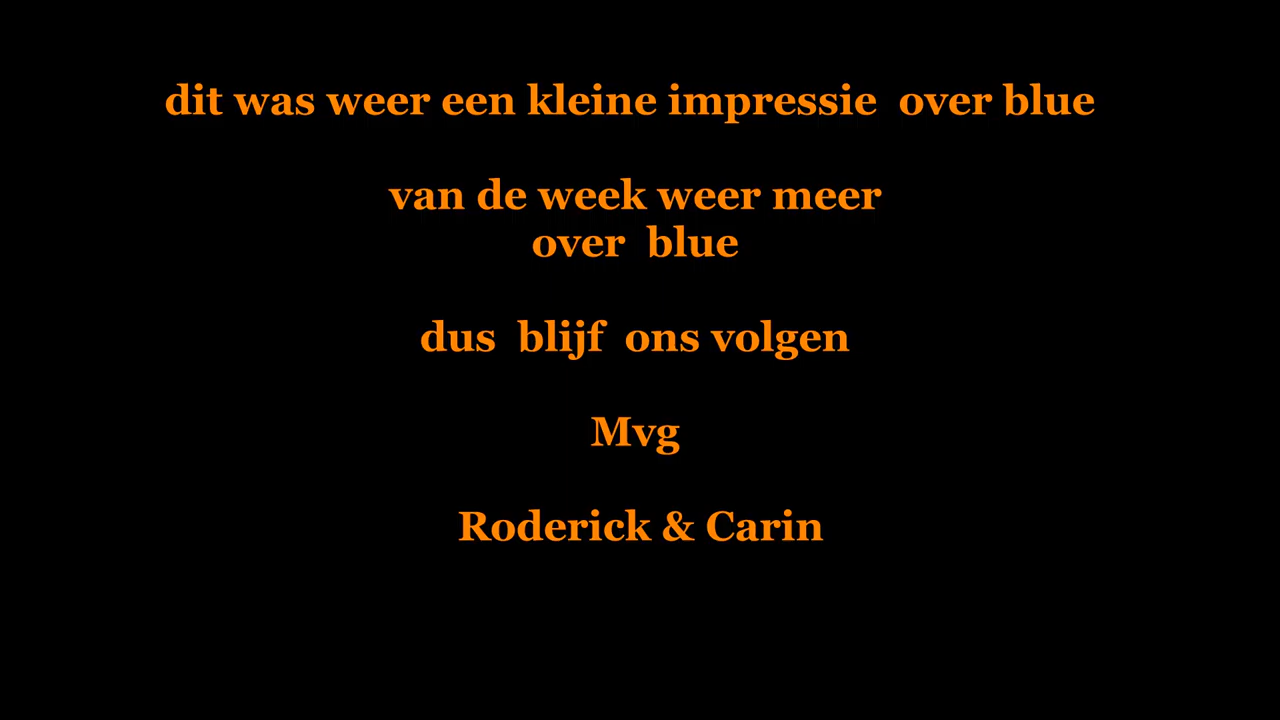 dit was weer een kleine impressie  over blue
van de week weer meer
over  blue
dus  blijf  ons volgen
Mvg
Roderick & Carin